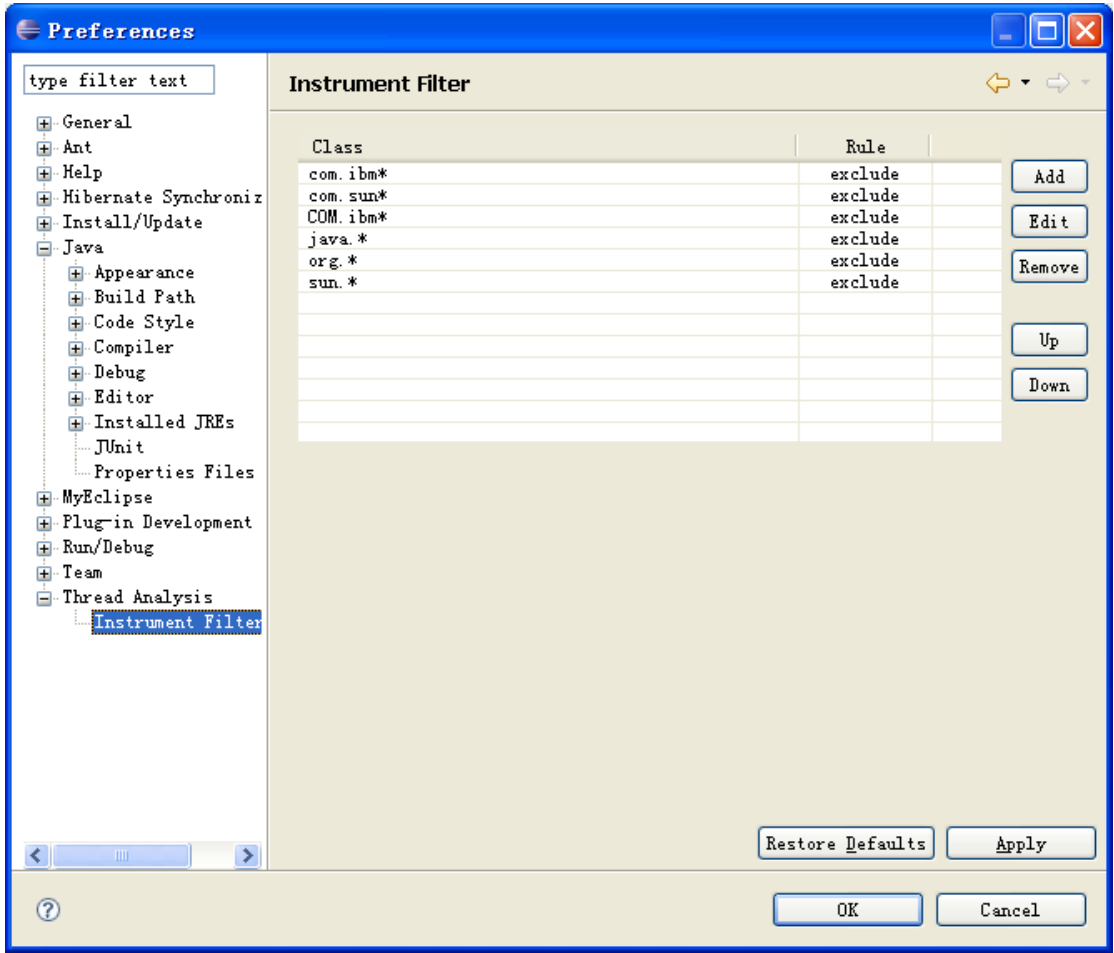 Preferences
type filter text
General
Ant
Help
Hibernate Synchroniz
Install/Update
Java
Appearance
Build Path
Code Style
Compiler
Debug
Editor
Installed JREs
JUnit
Properties Files
MyEclipse
Plug-in Development
Run/Debug
Team
Thread Analysis
Instrument Filter
Instrument Filter
Class Rule
com.ibm* exclude
com.sun* exclude
COM.ibm* exclude
java.* exclude
org.* exclude
sun.* exclude
Add
Edit
Remove
Up
Down
Restore Defaults Apply
OK Cancel